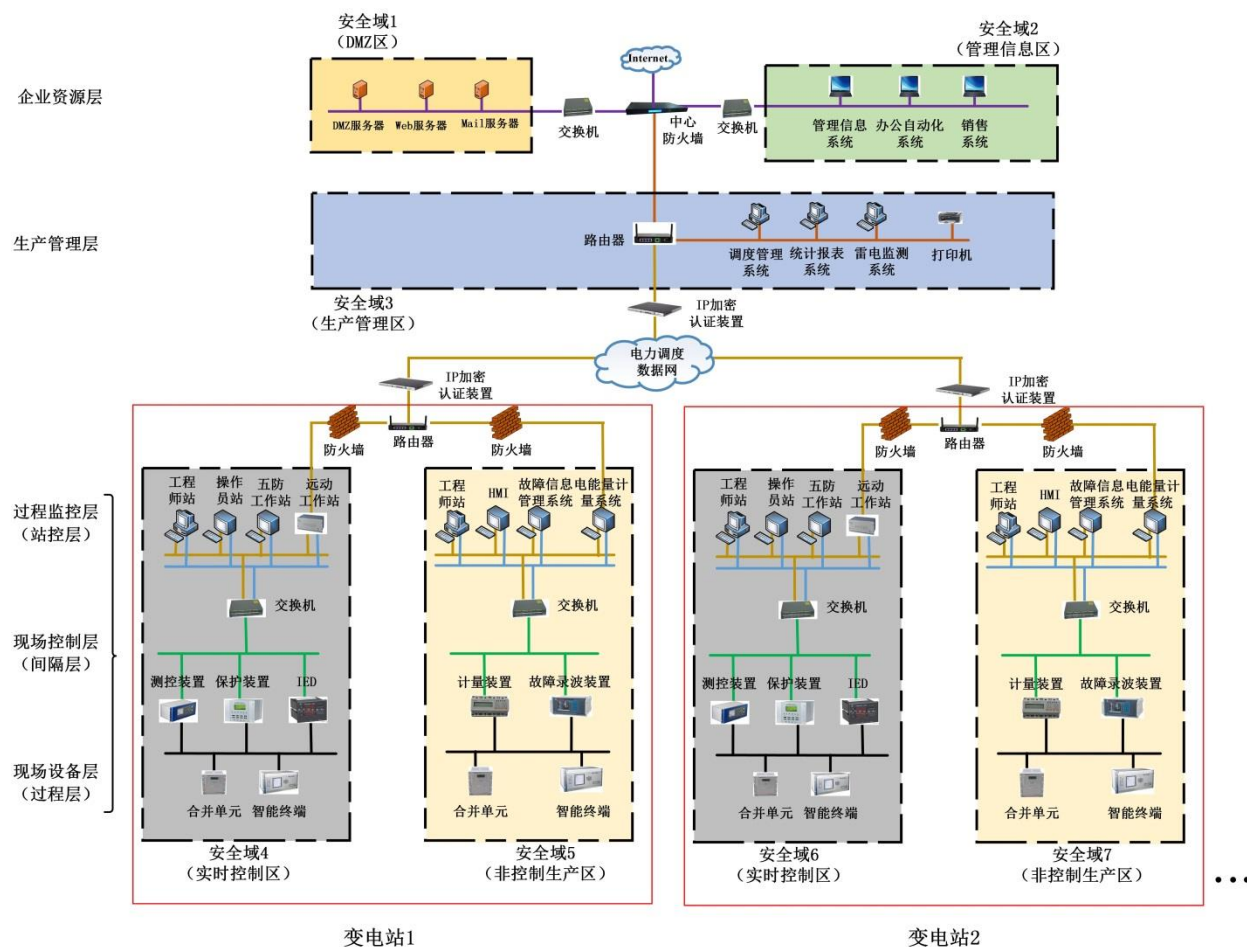 安全域1
（DMZ区）
安全域2
（管理信息区）
Internet
企业资源层
DMZ服务器
Web服务器
Mail服务器
交换机
中心
防火墙
交换机
管理信息
系统
办公自动化
系统
销售
系统
生产管理层
路由器
调度管理
系统
统计报表
系统
雷电监测
系统
打印机
安全域3
（生产管理区）
IP加密
认证装置
电力调度
数据网
IP加密
认证装置
IP加密
认证装置
防火墙
路由器
防火墙
防火墙
路由器
防火墙
过程监控层
（站控层）
现场控制层
（间隔层）
现场设备层
（过程层）
工程
师站
操作
员站
五防
工作站
远动
工作站
交换机
测控装置
保护装置
IED
合并单元
智能终端
安全域4
（实时控制区）
工程
师站
HMI
故障信息
管理系统
电能量计
量系统
交换机
计量装置
故障录波装置
合并单元
智能终端
安全域5
（非控制生产区）
工程
师站
操作
员站
五防
工作站
远动
工作站
交换机
测控装置
保护装置
IED
合并单元
智能终端
安全域6
（实时控制区）
工程
师站
HMI
故障信息
管理系统
电能量计
量系统
交换机
计量装置
故障录波装置
合并单元
智能终端
安全域7
（非控制生产区）
...
变电站1
变电站2